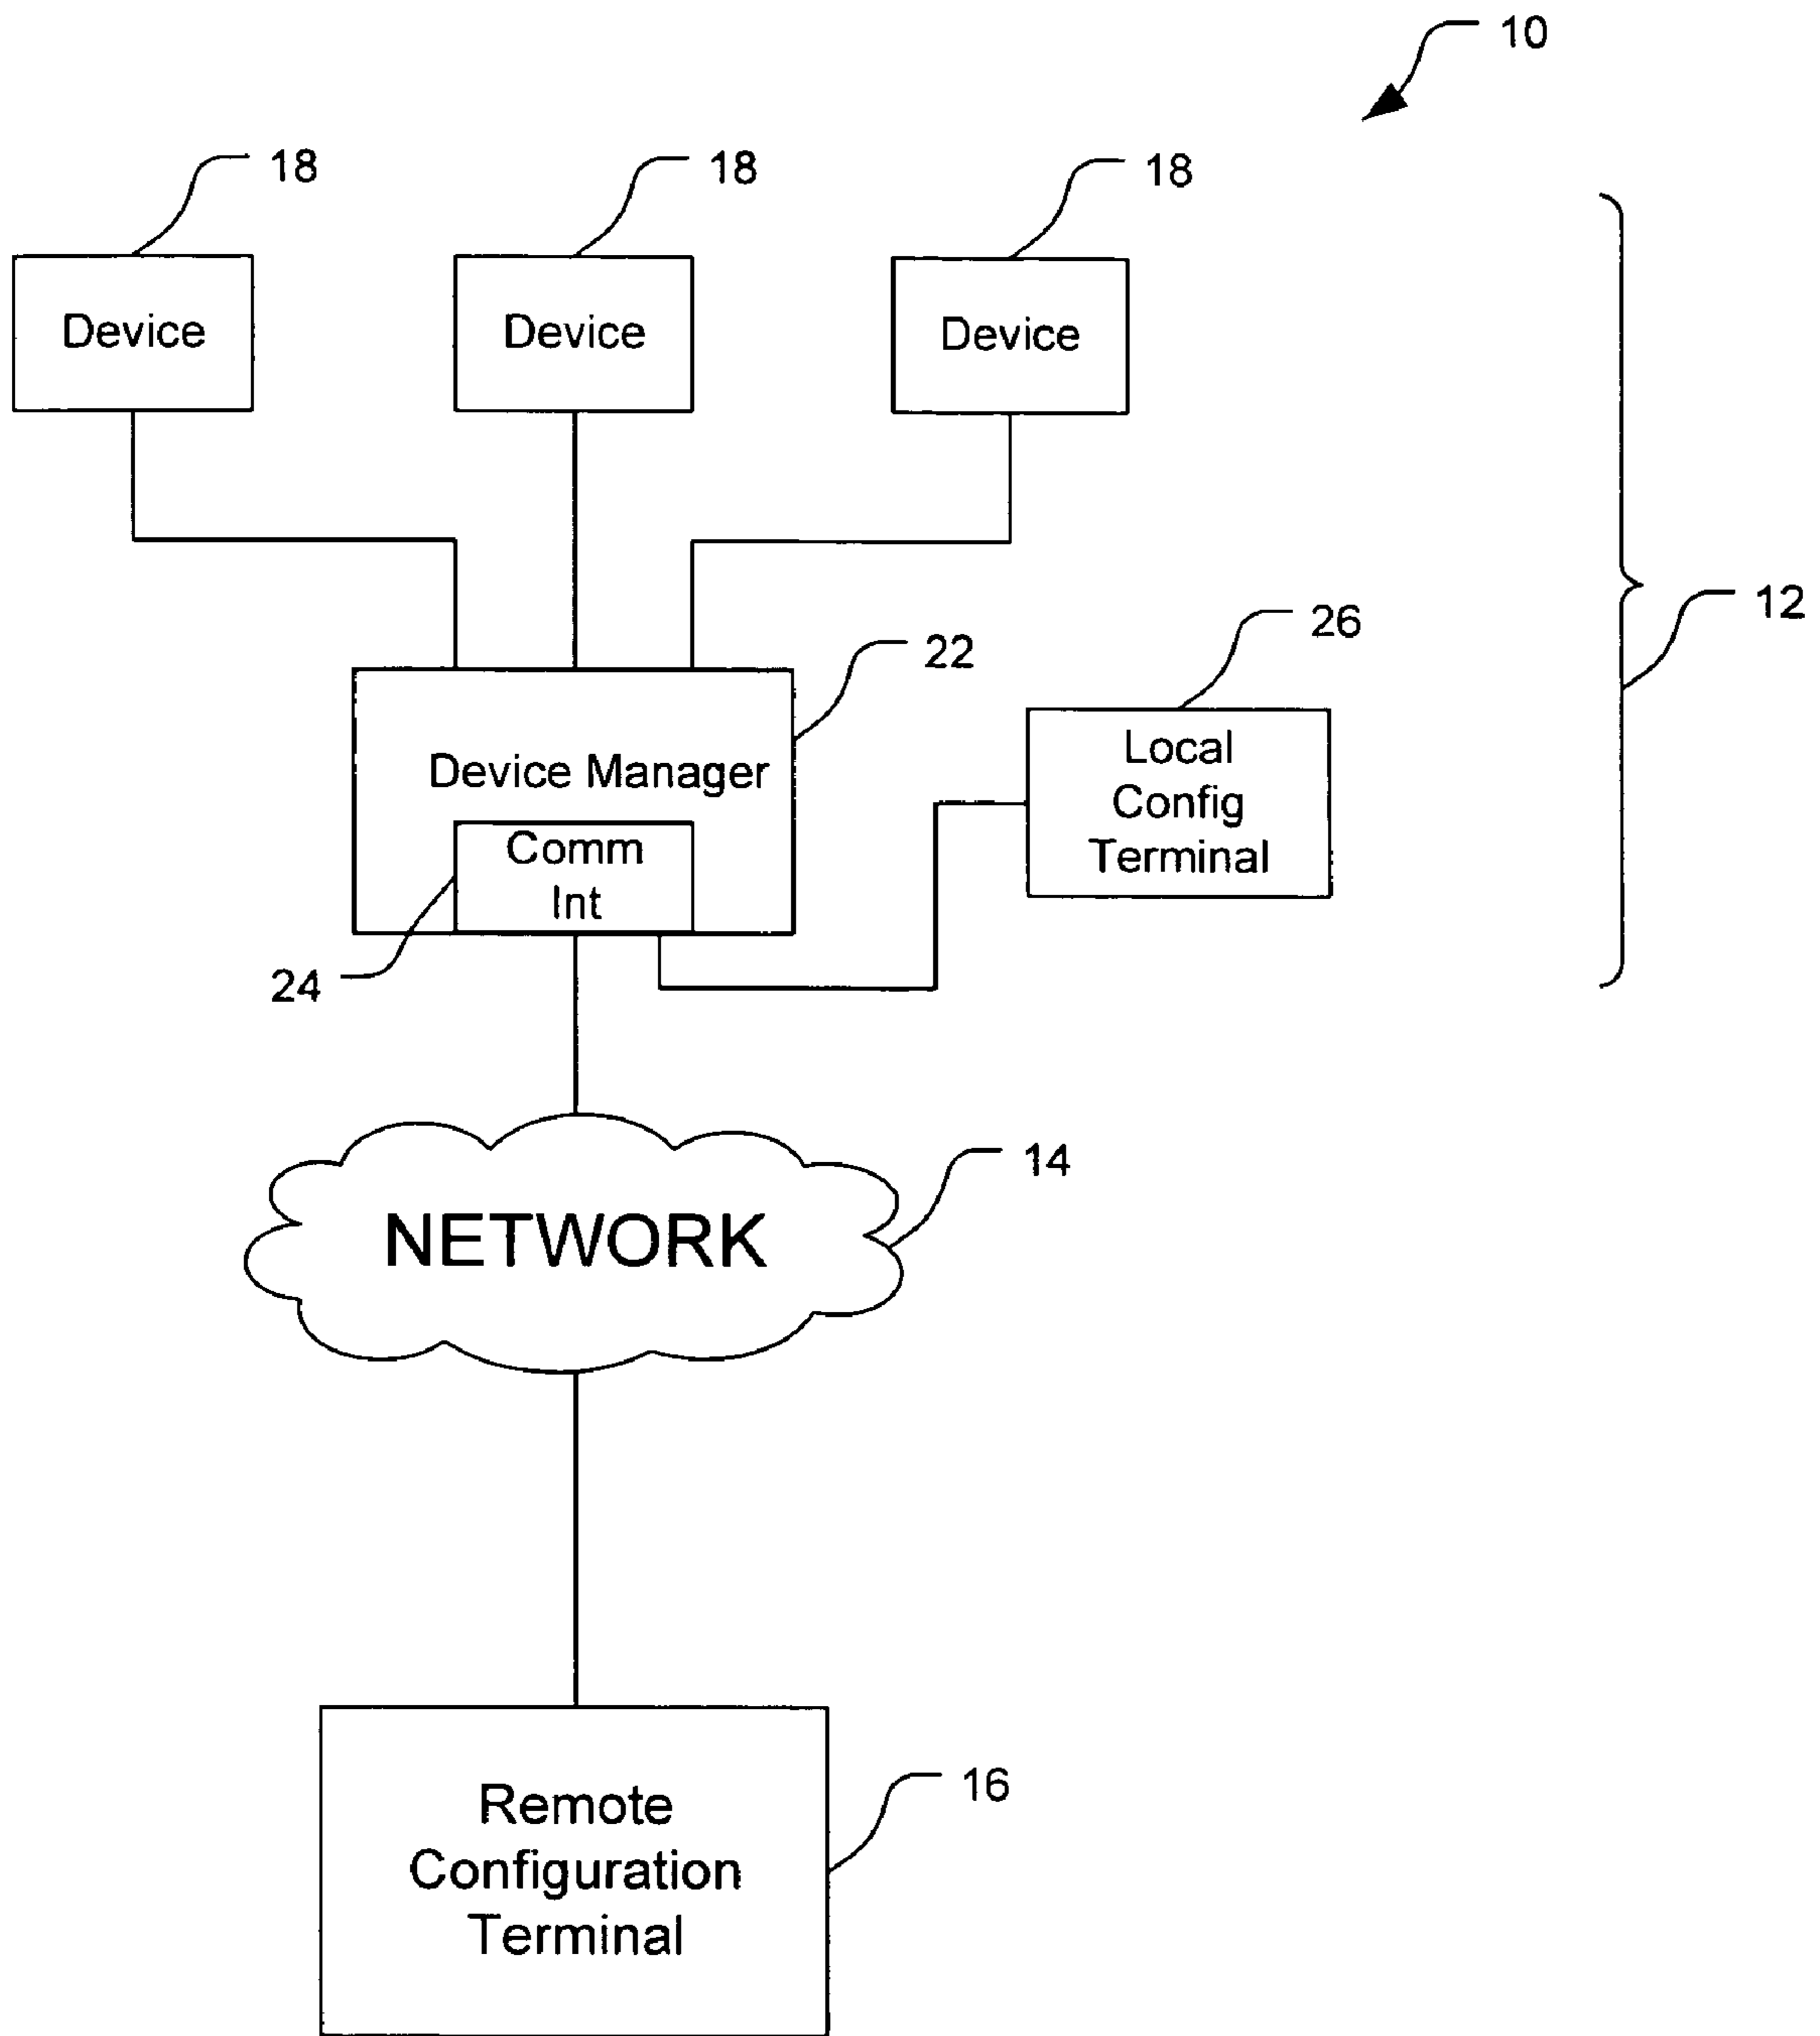 10
18
18
18
Device
Device
Device
12
26
22
Local
Config
Terminal
Device Manager
Comm
Int
24
14
NETWORK
16
Remote
Configuration
Terminal